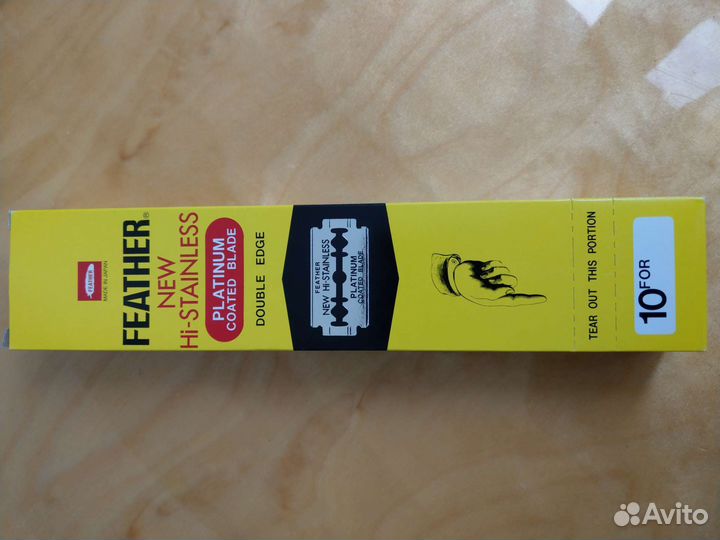 FEATHER
MADE IN JAPAN
FEATHER®
NEW
Hi-STAINLESS
PLATINUM
COATED BLADE
DOUBLE EDGE
FEATHER
NEW HI-STAINLESS
PLATINUM
COATED BLADE
TEAR OUT THIS PORTION
10 FOR
Avito